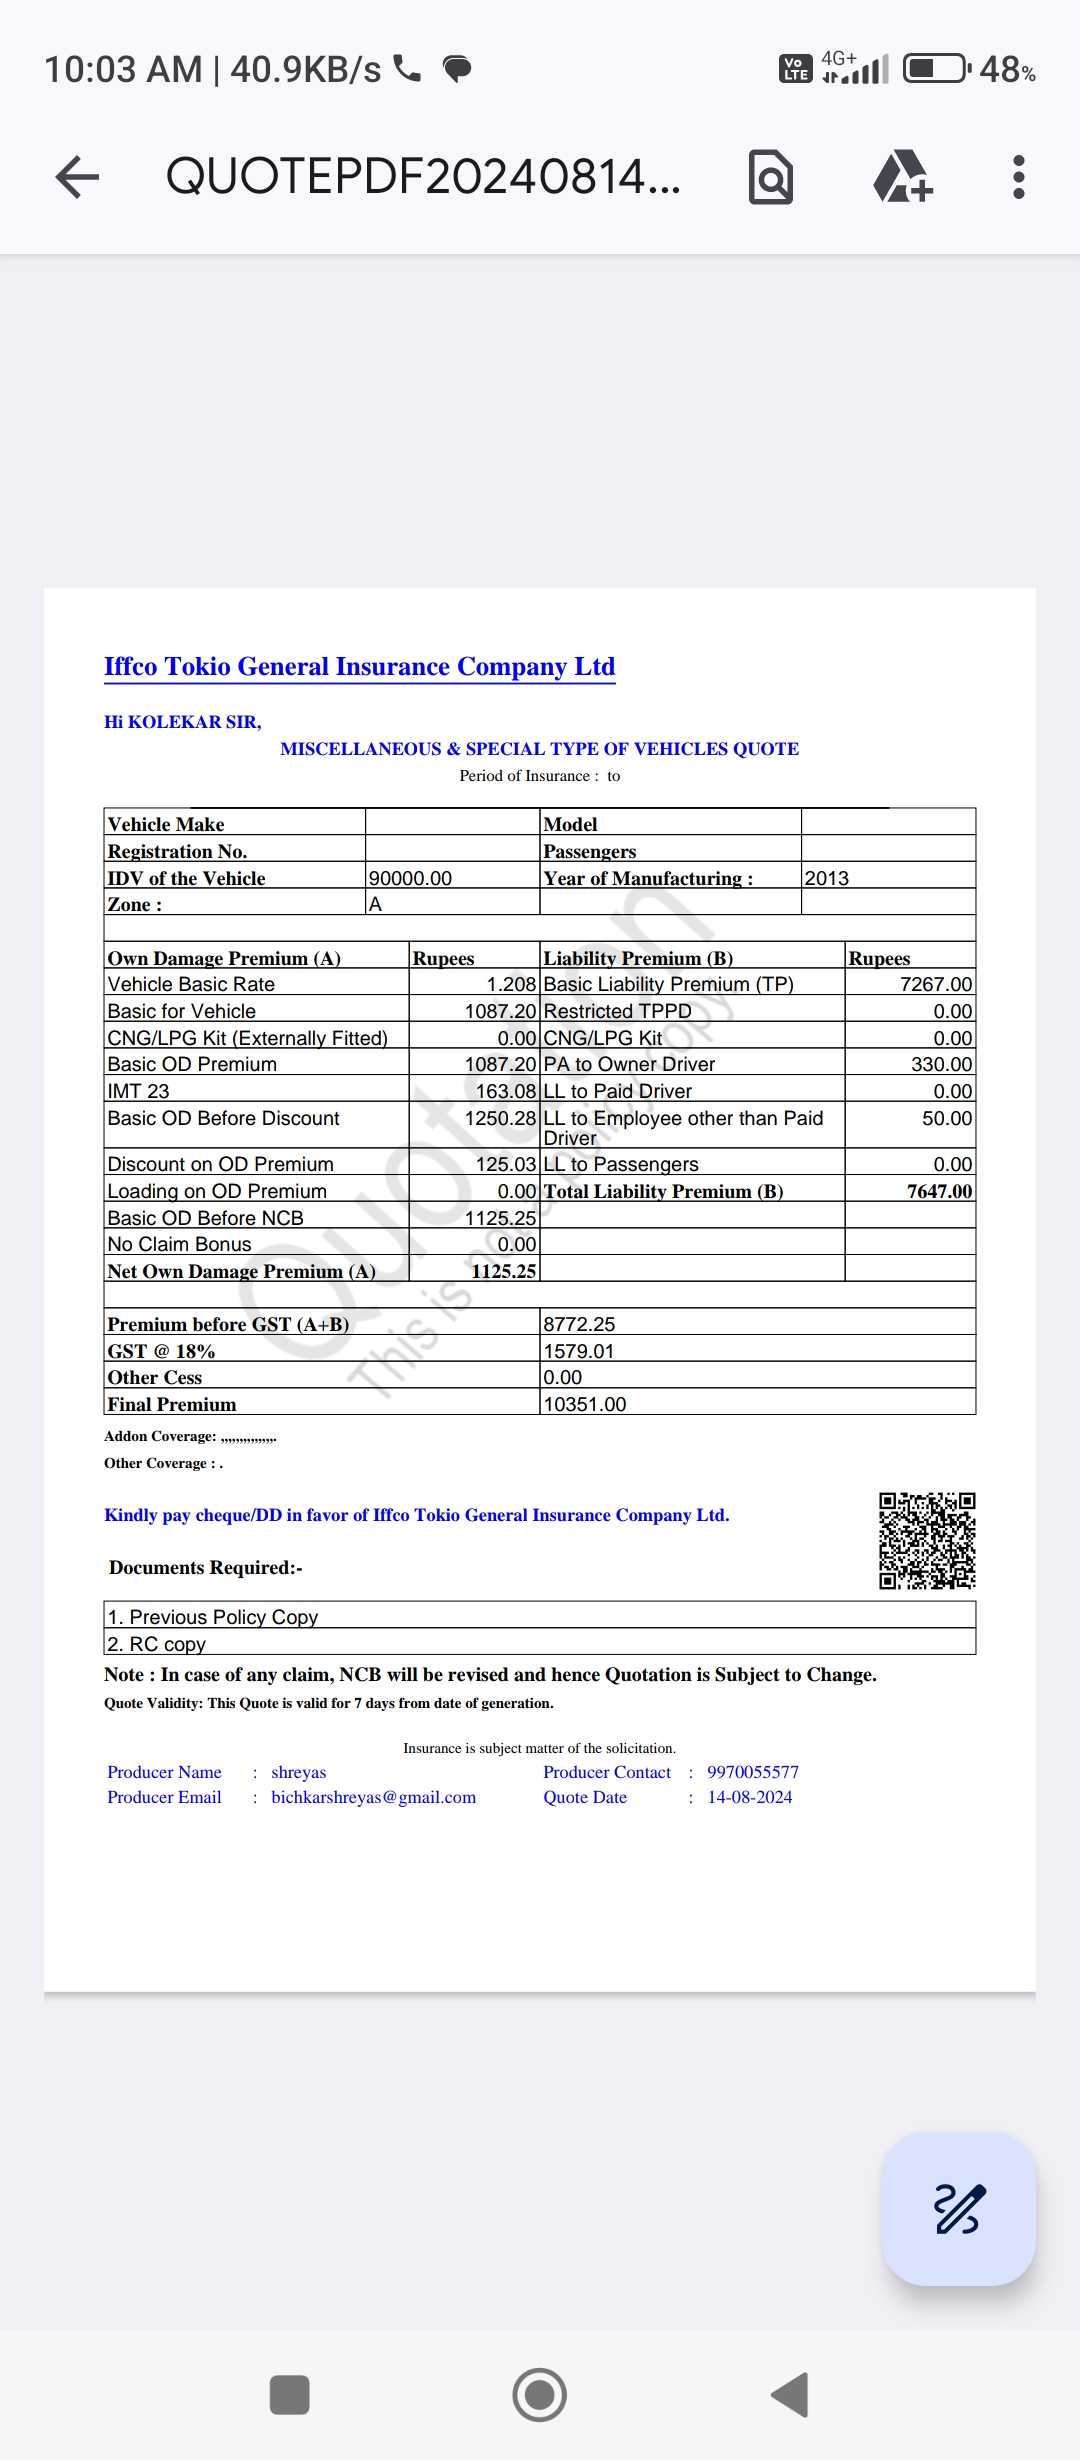 10:03 AM | 40.9KB/s Vo LTE 4G+ 48%
QUOTEPDF20240814...
Iffco Tokio General Insurance Company Ltd
Hi KOLEKAR SIR,
MISCELLANEOUS & SPECIAL TYPE OF VEHICLES QUOTE
Period of Insurance : to
Vehicle Make Model
Registration No. Passengers
IDV of the Vehicle 90000.00 Year of Manufacturing : 2013
Zone : A
Own Damage Premium (A) Rupees Liability Premium (B) Rupees
Vehicle Basic Rate 1.208 Basic Liability Premium (TP) 7267.00
Basic for Vehicle 1087.20 Restricted TPPD 0.00
CNG/LPG Kit (Externally Fitted) 0.00 CNG/LPG Kit 0.00
Basic OD Premium 1087.20 PA to Owner Driver 330.00
IMT 23 163.08 LL to Paid Driver 0.00
Basic OD Before Discount 1250.28 LL to Employee other than Paid Driver 50.00
Discount on OD Premium 125.03 LL to Passengers 0.00
Loading on OD Premium 0.00 Total Liability Premium (B) 7647.00
Basic OD Before NCB 1125.25
No Claim Bonus 0.00
Net Own Damage Premium (A) 1125.25
Premium before GST (A+B) 8772.25
GST @ 18% 1579.01
Other Cess 0.00
Final Premium 10351.00
Quotation
This is not a policy copy
Addon Coverage: ,,,,,,,,,,,,,,.
Other Coverage : .
Kindly pay cheque/DD in favor of Iffco Tokio General Insurance Company Ltd.
Documents Required:-
1. Previous Policy Copy
2. RC copy
Note : In case of any claim, NCB will be revised and hence Quotation is Subject to Change.
Quote Validity: This Quote is valid for 7 days from date of generation.
Insurance is subject matter of the solicitation.
Producer Name : shreyas Producer Contact : 9970055577
Producer Email : bichkarshreyas@gmail.com Quote Date : 14-08-2024